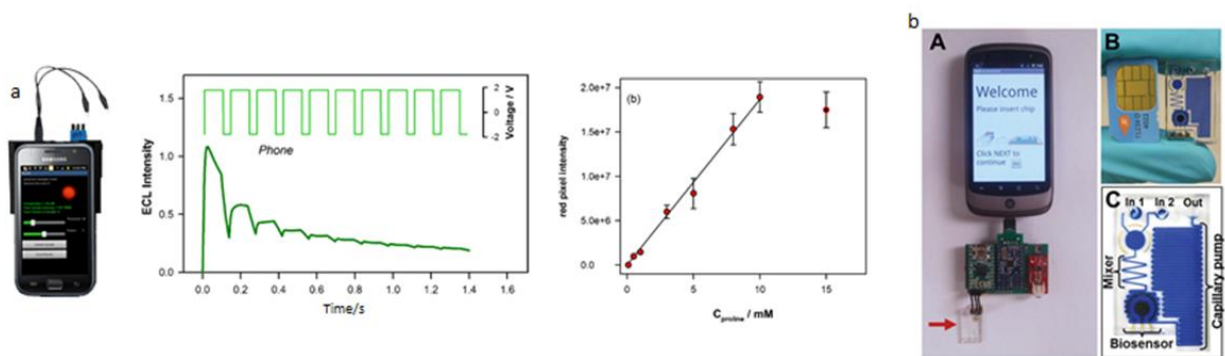 a
SAMSUNG
1.5
1.0
0.5
0.0
ECL Intensity
2
0
-2
Voltage / V
Phone
0.0 0.2 0.4 0.6 0.8 1.0 1.2 1.4 1.6
Time/s
(b)
2.0e+7
1.5e+7
1.0e+7
5.0e+6
0.0
red pixel intensity
0 5 10 15
C proline / mM
b
A
Welcome
Please insert chip
Click NEXT to
continue
B
C
In 1 In 2 Out
Mixer
Capillary pump
Biosensor